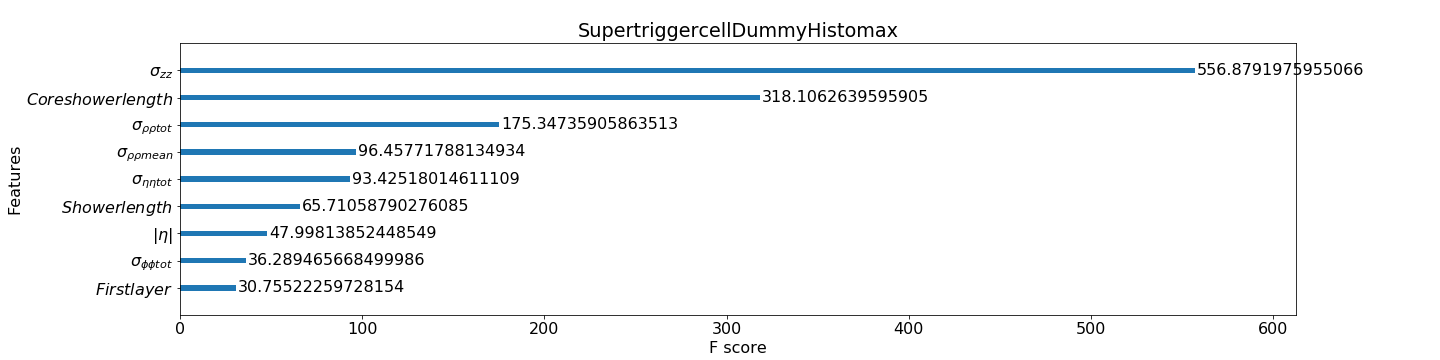 SupertriggercellDummyHistomax
σzz 556.8791975955066
Coreshowerlength 318.1062639595905
σρρtot 175.34735905863513
σρρmean 96.45771788134934
σηηtot 93.42518014611109
Showerlength 65.71058790276085
|η| 47.99813852448549
σϕϕtot 36.289465668499986
Firstlayer 30.75522259728154
Features
0 100 200 300 400 500 600
F score